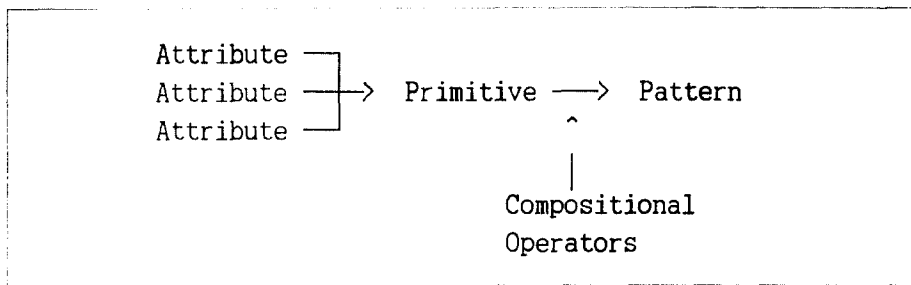 Attribute
Attribute Primitive Pattern
Attribute
Compositional
Operators